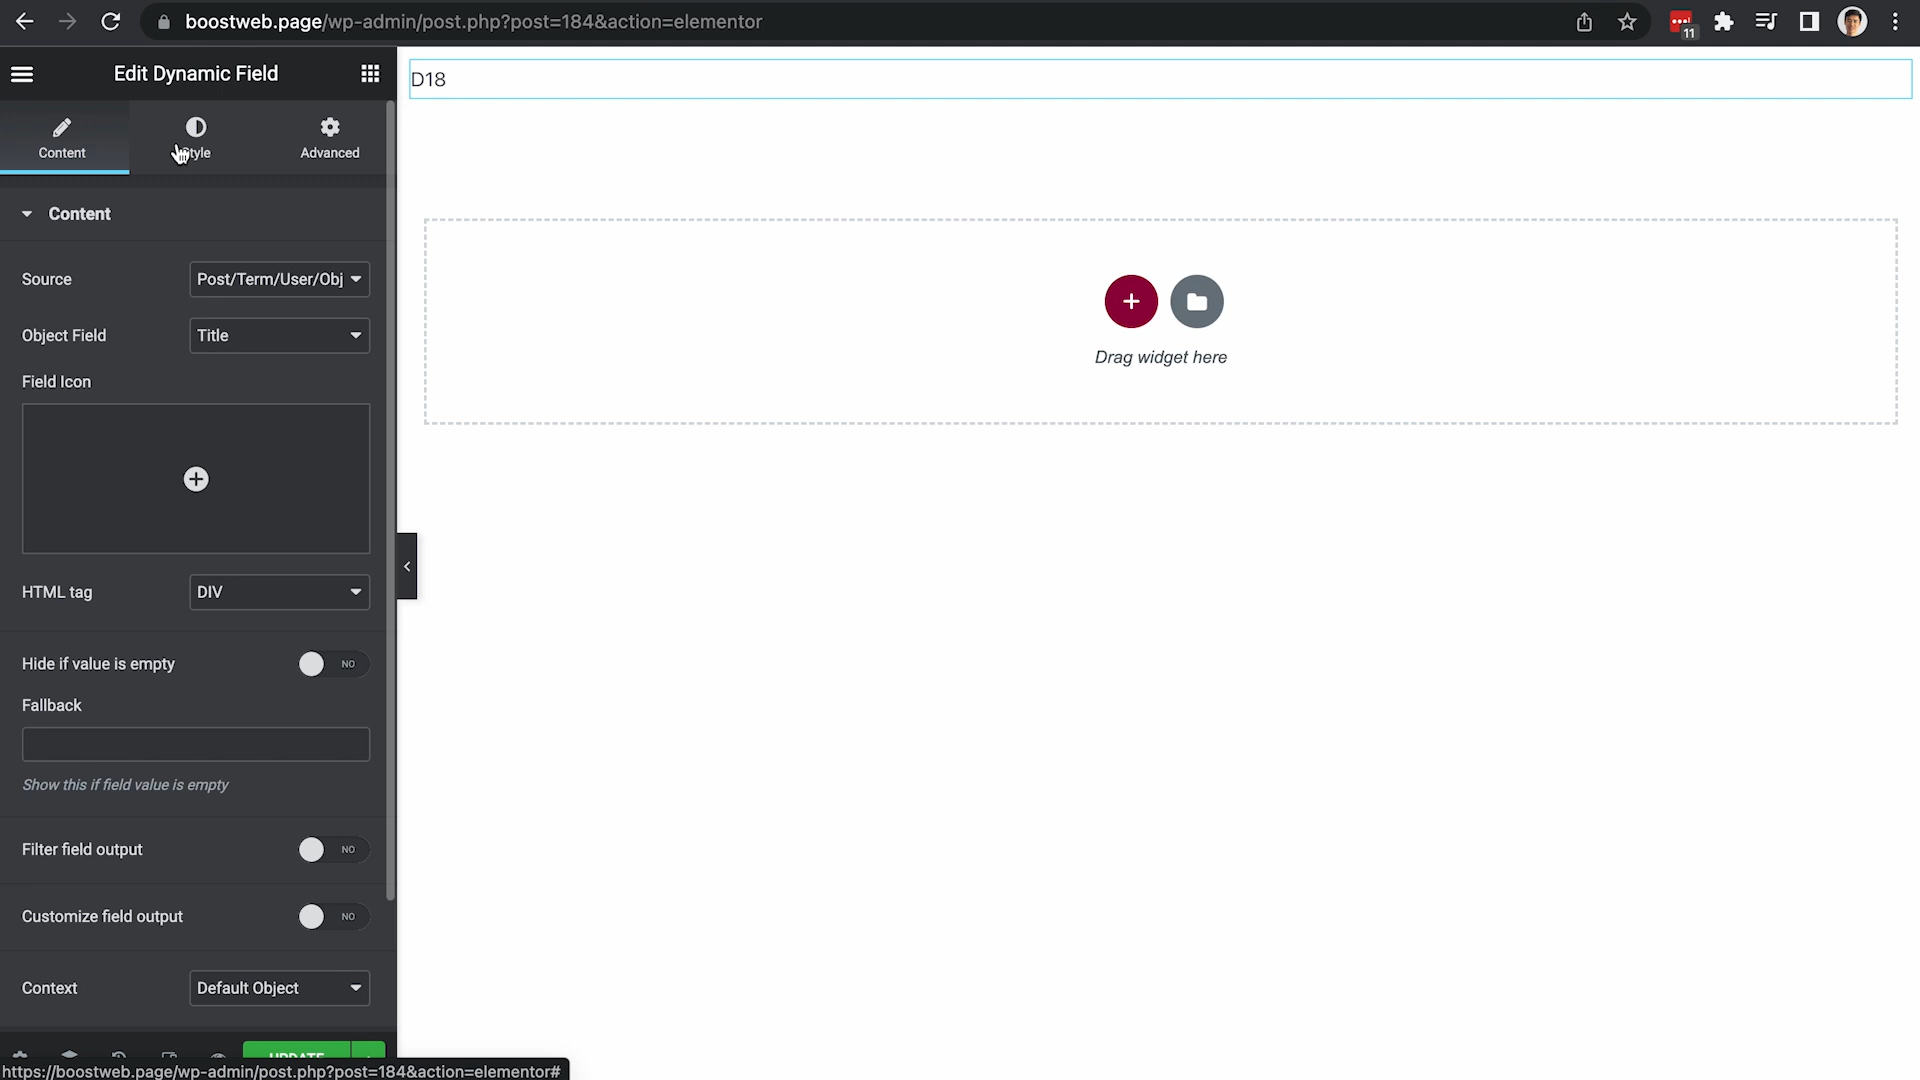 boostweb.page/wp-admin/post.php?post=184&action=elementor
11
Edit Dynamic Field
Content
Style
Advanced
D18
Content
Source
Post/Term/User/Obj
Object Field
Title
Field Icon
Drag widget here
HTML tag
DIV
Hide if value is empty
NO
Fallback
Show this if field value is empty
Filter field output
NO
Customize field output
NO
Context
Default Object
UPDATE
https://boostweb.page/wp-admin/post.php?post=184&action=elementor#